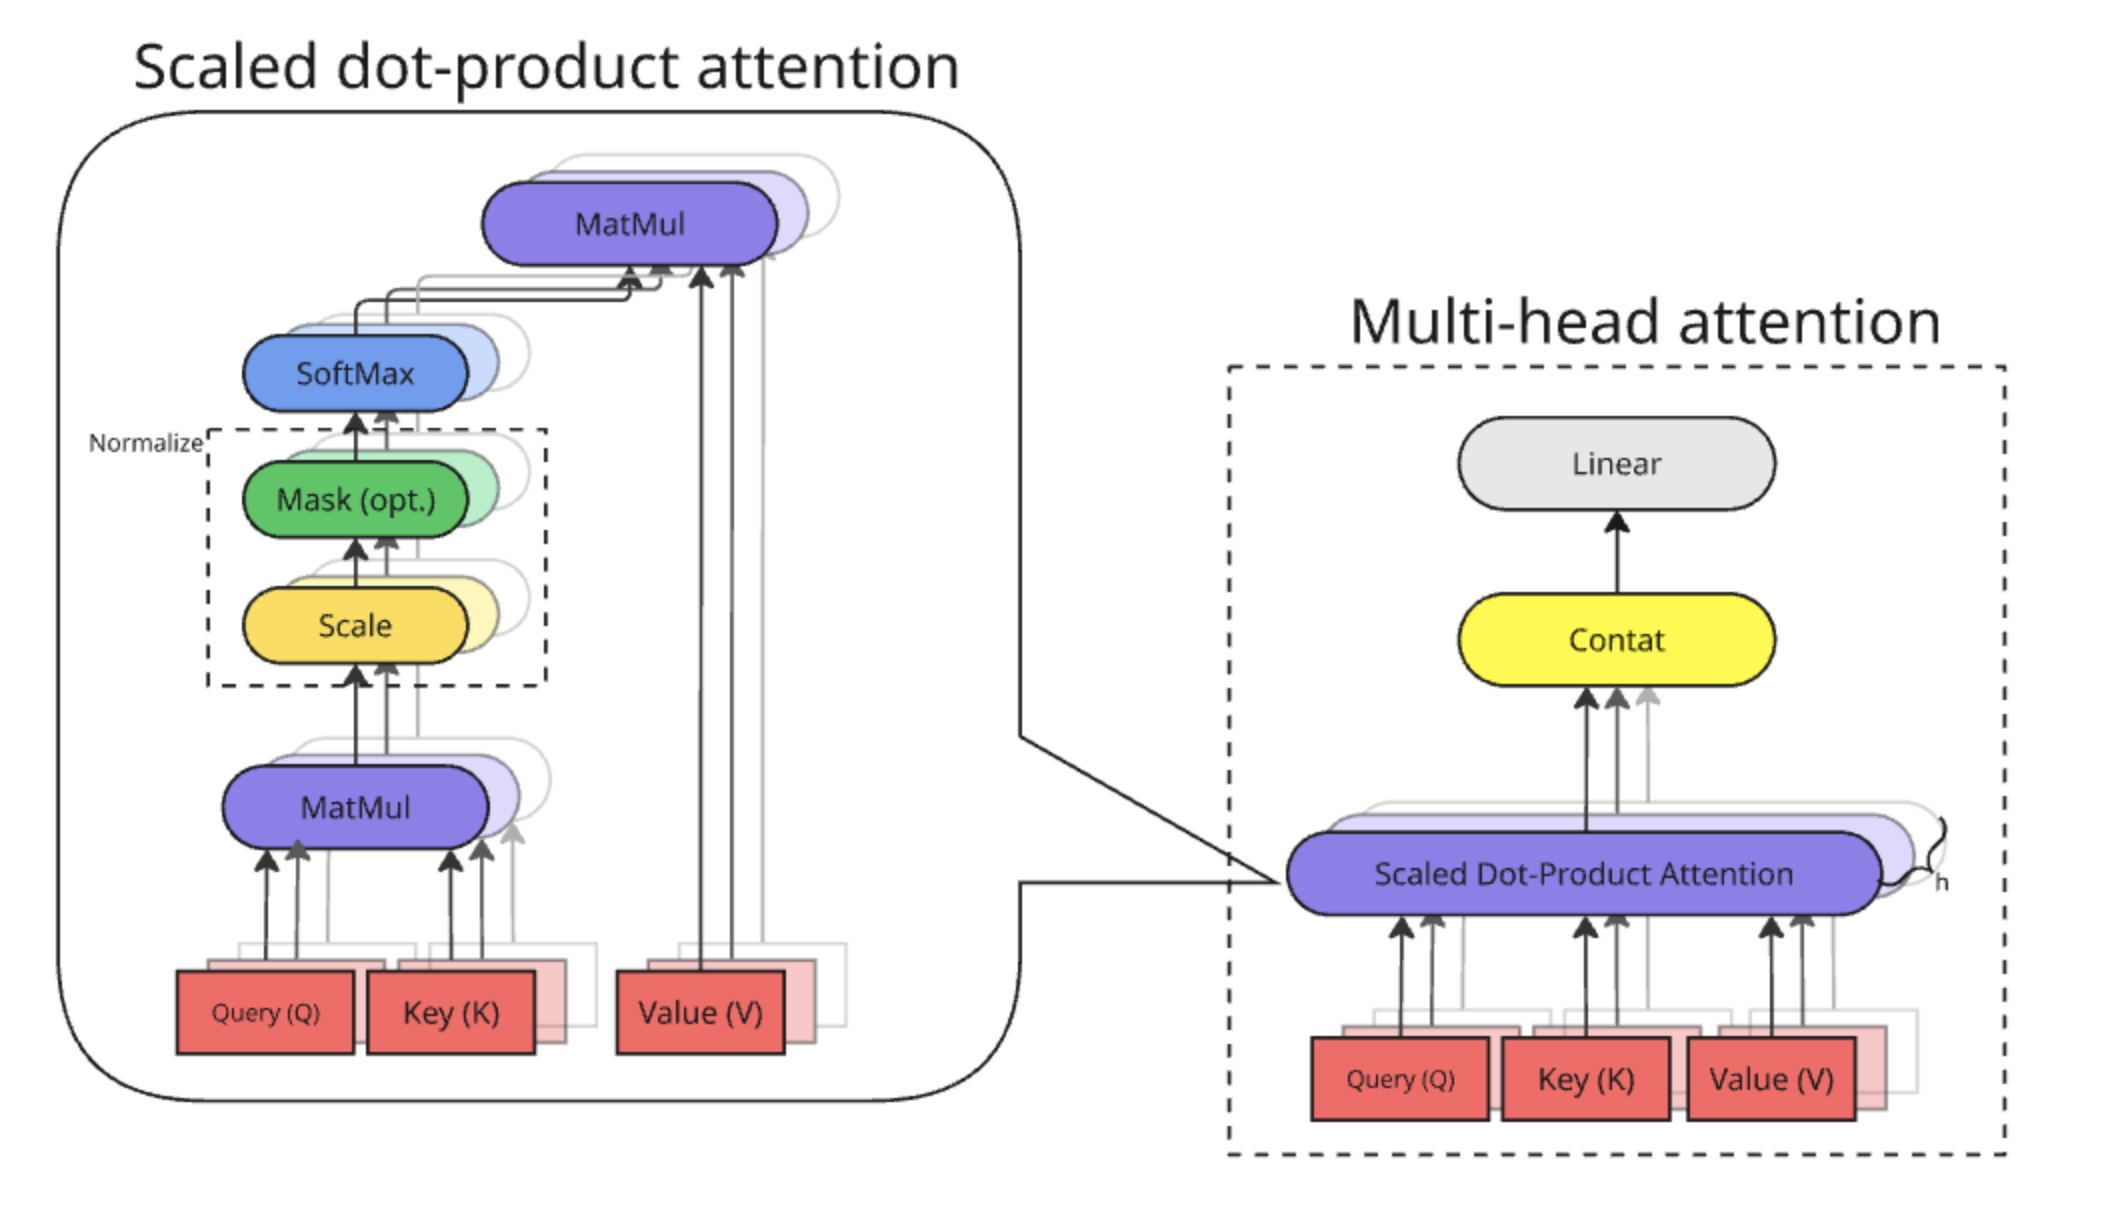 Scaled dot-product attention
MatMul
SoftMax
Normalize
Mask (opt.)
Scale
MatMul
Query (Q)
Key (K)
Value (V)
Multi-head attention
Linear
Contat
Scaled Dot-Product Attention
h
Query (Q)
Key (K)
Value (V)